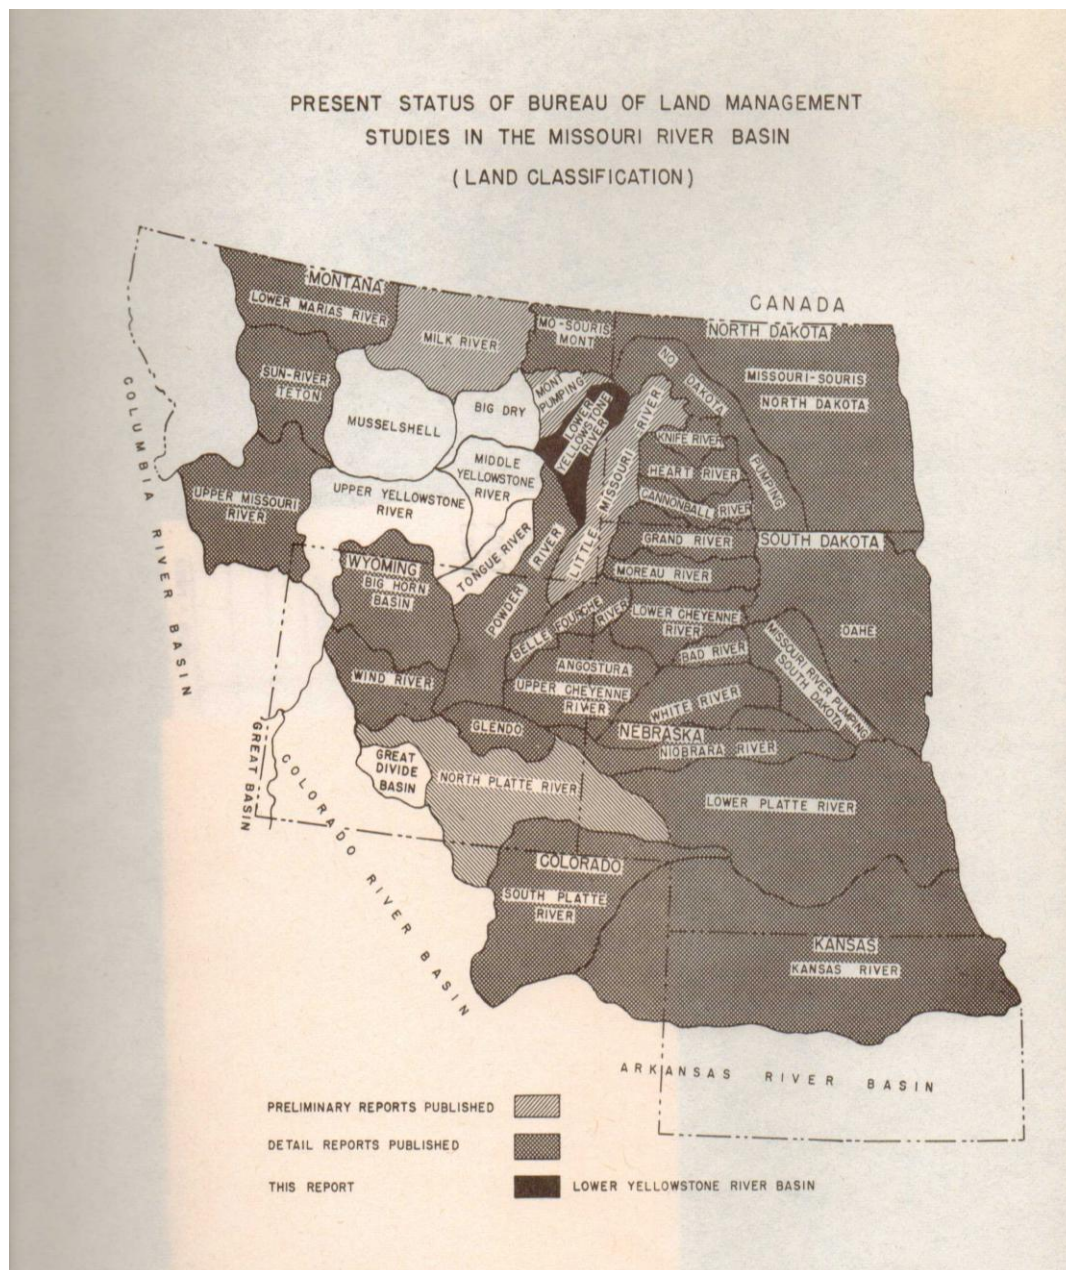 PRESENT STATUS OF BUREAU OF LAND MANAGEMENT
STUDIES IN THE MISSOURI RIVER BASIN
(LAND CLASSIFICATION)
CANADA
MONTANA
LOWER MARIAS RIVER
MILK RIVER
MO-SOURIS
MONT
NORTH DAKOTA
NO DAKOTA PUMPING
MISSOURI-SOURIS
NORTH DAKOTA
SUN-RIVER
TETON
MUSSELSHELL
BIG DRY
MONT
PUMPING
LOWER
YELLOWSTONE
RIVER
LITTLE MISSOURI RIVER
KNIFE RIVER
HEART RIVER
CANNONBALL RIVER
GRAND RIVER
MOREAU RIVER
SOUTH DAKOTA
MIDDLE
YELLOWSTONE
RIVER
UPPER YELLOWSTONE
RIVER
UPPER MISSOURI
RIVER
TONGUE RIVER
POWDER RIVER
WYOMING
BIG HORN
BASIN
BELLE FOURCHE RIVER
LOWER CHEYENNE
RIVER
BAD RIVER
OAHE
MISSOURI RIVER PUMPING
SOUTH DAKOTA
WIND RIVER
ANGOSTURA
UPPER CHEYENNE
RIVER
WHITE RIVER
GLENDO
NEBRASKA
NIOBRARA RIVER
GREAT
DIVIDE
BASIN
NORTH PLATTE RIVER
LOWER PLATTE RIVER
COLORADO
SOUTH PLATTE
RIVER
KANSAS
KANSAS RIVER
COLUMBIA RIVER BASIN
GREAT BASIN
COLORADO RIVER BASIN
ARKANSAS RIVER BASIN
PRELIMINARY REPORTS PUBLISHED
DETAIL REPORTS PUBLISHED
THIS REPORT LOWER YELLOWSTONE RIVER BASIN